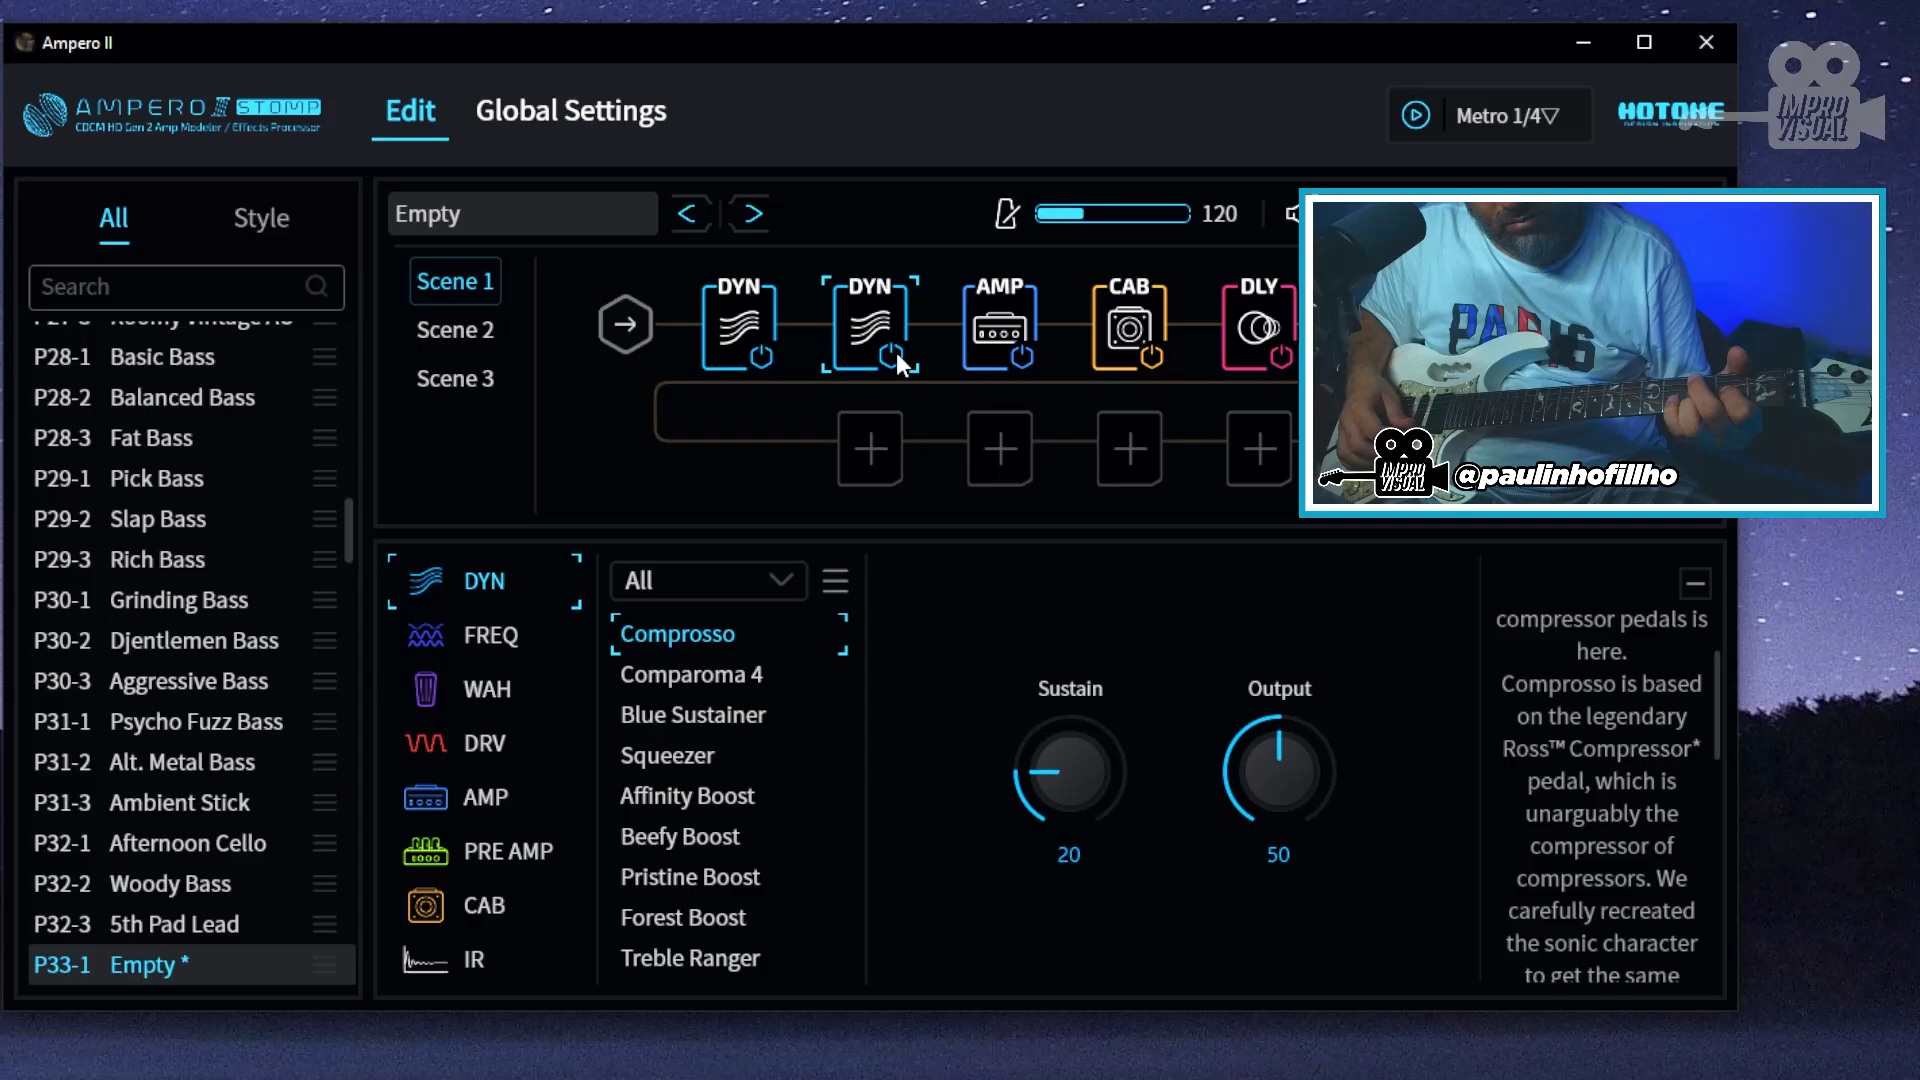 Ampero II
AMPERO II STOMP
CDCM HD Gen 2 Amp Modeler / Effects Processor
Edit
Global Settings
Metro 1/4▽
HOTONE
DESIGN INSPIRATION
IMPRO
VISUAL
All
Style
Search
P28-1 Basic Bass
P28-2 Balanced Bass
P28-3 Fat Bass
P29-1 Pick Bass
P29-2 Slap Bass
P29-3 Rich Bass
P30-1 Grinding Bass
P30-2 Djentlemen Bass
P30-3 Aggressive Bass
P31-1 Psycho Fuzz Bass
P31-2 Alt. Metal Bass
P31-3 Ambient Stick
P32-1 Afternoon Cello
P32-2 Woody Bass
P32-3 5th Pad Lead
P33-1 Empty *
Empty
< >
120
Scene 1
Scene 2
Scene 3
DYN
DYN
AMP
CAB
DLY
PARIS
IMPRO
VISUAL
@paulinhofillho
DYN
FREQ
WAH
DRV
AMP
PRE AMP
CAB
IR
All
Comprosso
Comparoma 4
Blue Sustainer
Squeezer
Affinity Boost
Beefy Boost
Pristine Boost
Forest Boost
Treble Ranger
Sustain
20
Output
50
compressor pedals is
here.
Comprosso is based
on the legendary
Ross™ Compressor*
pedal, which is
unarguably the
compressor of
compressors. We
carefully recreated
the sonic character
to get the same